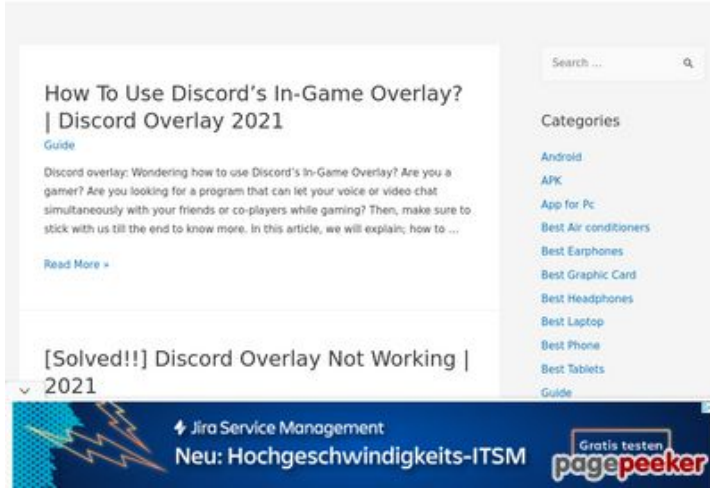 How To Use Discord’s In-Game Overlay?
| Discord Overlay 2021
Guide
Discord overlay: Wondering how to use Discord’s In-Game Overlay? Are you a
gamer? Are you looking for a program that can let your voice or video chat
simultaneously with your friends or co-players while gaming? Then, make sure to
stick with us till the end to know more. In this article, we will explain; how to …
Read More »
[Solved!!] Discord Overlay Not Working |
2021
Search ...
Categories
Android
APK
App for Pc
Best Air conditioners
Best Earphones
Best Graphic Card
Best Headphones
Best Laptop
Best Phone
Best Tablets
Guide
Jira Service Management
Neu: Hochgeschwindigkeits-ITSM
Gratis testen
pagepeeker